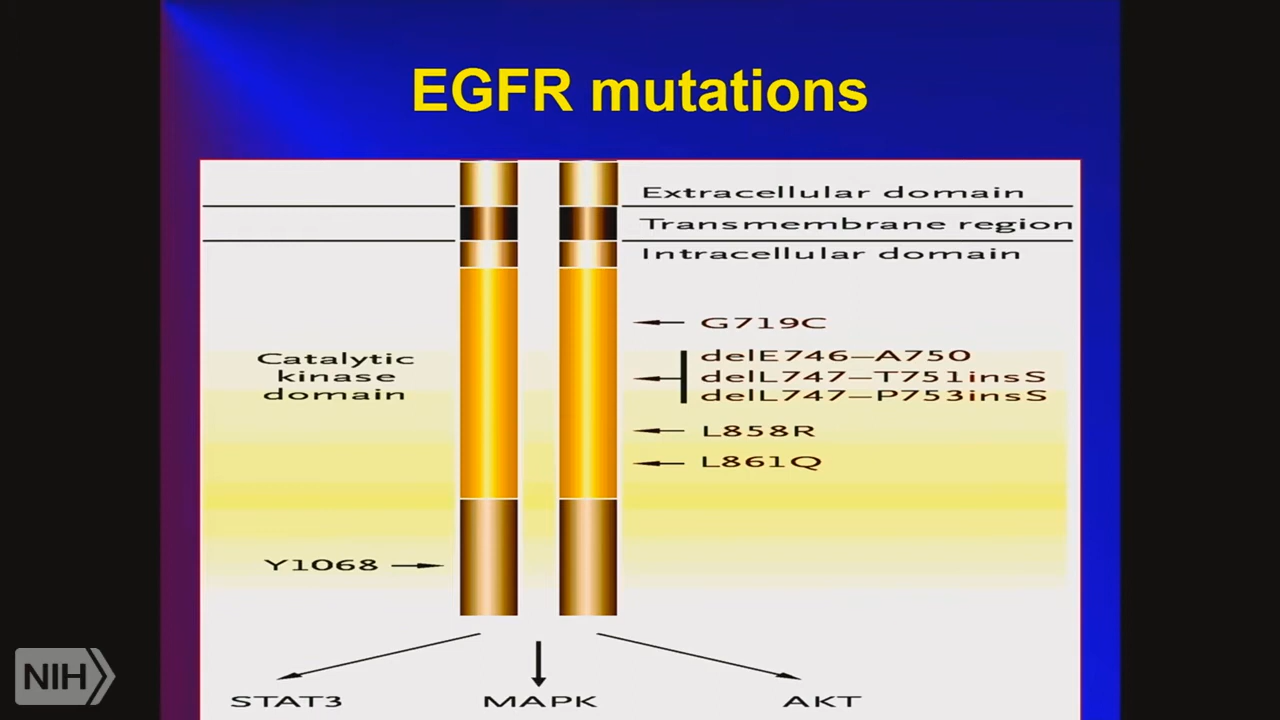 EGFR mutations
Extracellular domain
Transmembrane region
Intracellular domain
G719C
delE746–A750
delL747–T751insS
delL747–P753insS
L858R
L861Q
Catalytic
kinase
domain
Y1068
STAT3
MAPK
AKT
NIH